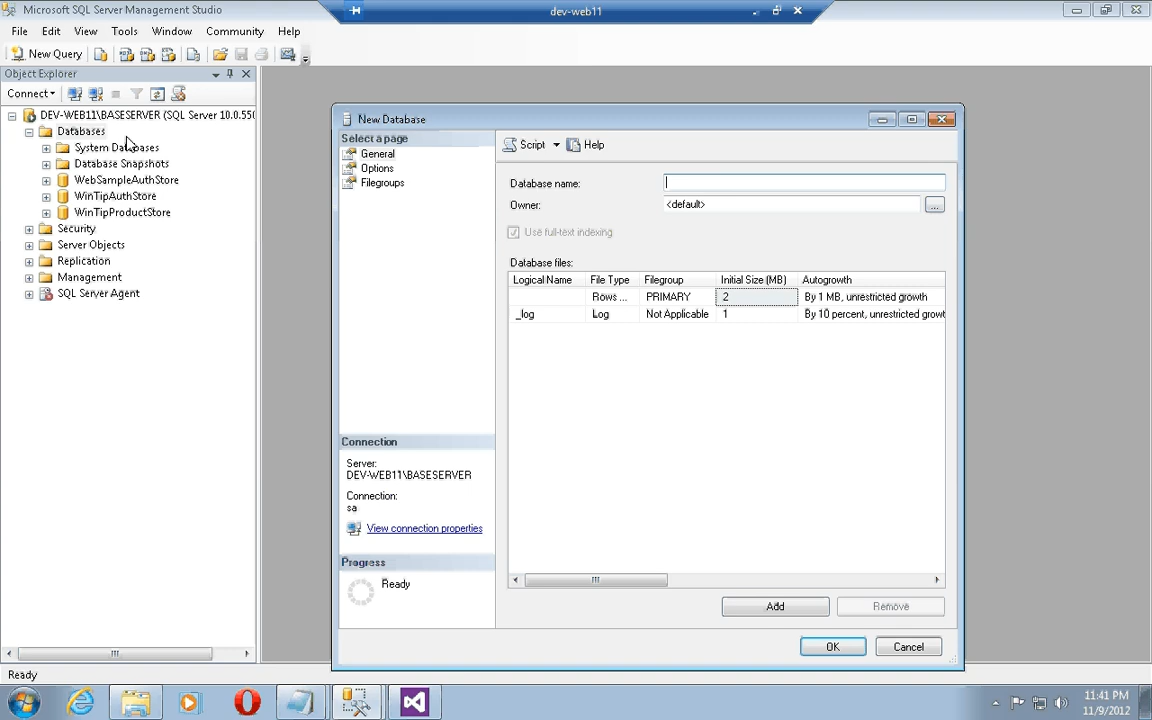 Microsoft SQL Server Management Studio
dev-web11
File Edit View Tools Window Community Help
New Query
Object Explorer
Connect
DEV-WEB11\BASESERVER (SQL Server 10.0.550
Databases
System Databases
Database Snapshots
WebSampleAuthStore
WinTipAuthStore
WinTipProductStore
Security
Server Objects
Replication
Management
SQL Server Agent
New Database
Select a page
General
Options
Filegroups
Script Help
Database name:
Owner: <default> ...
Use full-text indexing
Database files:
Logical Name File Type Filegroup Initial Size (MB) Autogrowth
Rows ... PRIMARY 2 By 1 MB, unrestricted growth
_log Log Not Applicable 1 By 10 percent, unrestricted growt
Connection
Server:
DEV-WEB11\BASESERVER
Connection:
sa
View connection properties
Progress
Ready
Add Remove
OK Cancel
Ready
11:41 PM
11/9/2012